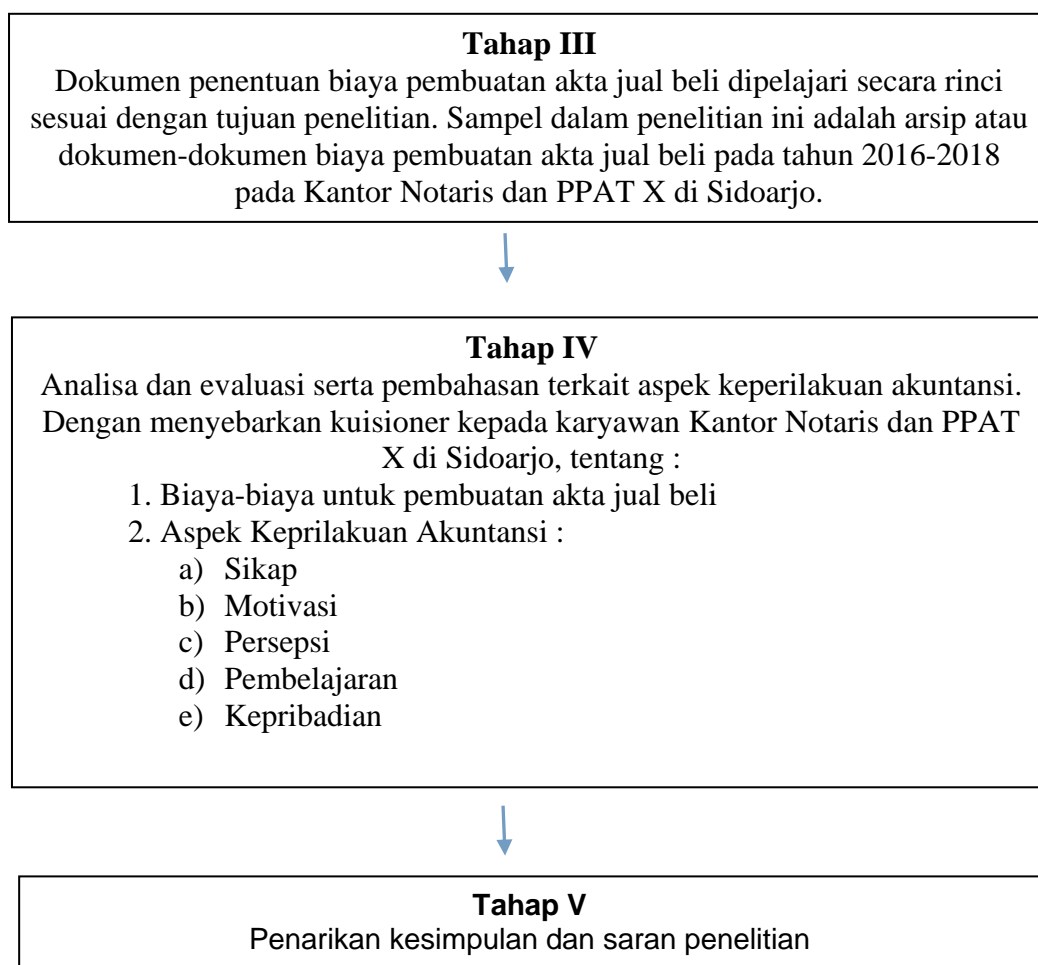 Tahap III
Dokumen penentuan biaya pembuatan akta jual beli dipelajari secara rinci
sesuai dengan tujuan penelitian. Sampel dalam penelitian ini adalah arsip atau
dokumen-dokumen biaya pembuatan akta jual beli pada tahun 2016-2018
pada Kantor Notaris dan PPAT X di Sidoarjo.
Tahap IV
Analisa dan evaluasi serta pembahasan terkait aspek keperilakuan akuntansi.
Dengan menyebarkan kuisioner kepada karyawan Kantor Notaris dan PPAT
X di Sidoarjo, tentang :
1. Biaya-biaya untuk pembuatan akta jual beli
2. Aspek Keprilakuan Akuntansi :
a) Sikap
b) Motivasi
c) Persepsi
d) Pembelajaran
e) Kepribadian
Tahap V
Penarikan kesimpulan dan saran penelitian